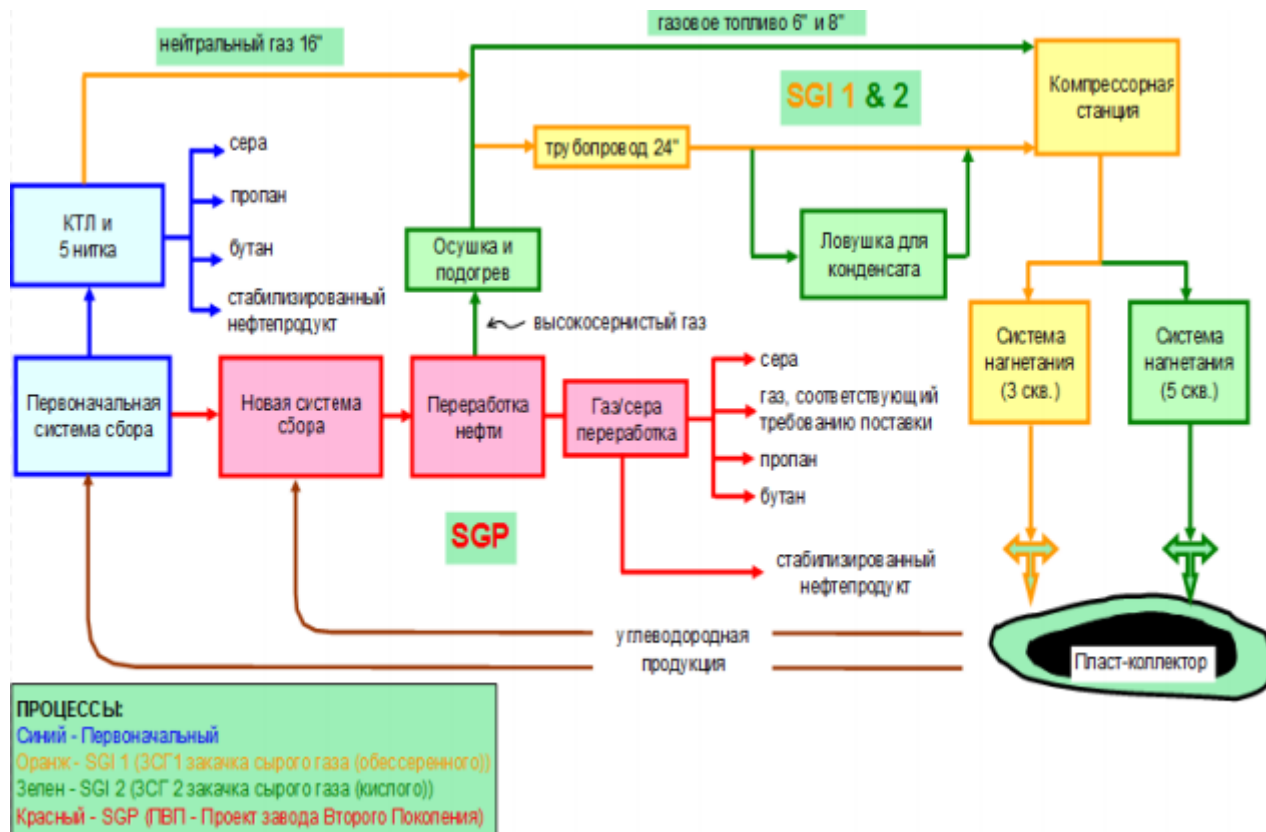 нейтральный газ 16"
газовое топливо 6" и 8"
SGI 1 & 2
Компрессорная
станция
сера
пропан
бутан
стабилизированный
нефтепродукт
КТЛ и
5 нитка
трубопровод 24"
Осушка и
подогрев
Ловушка для
конденсата
высокосернистый газ
Система
нагнетания
(3 скв.)
Система
нагнетания
(5 скв.)
Первоначальная
система сбора
Новая система
сбора
Переработка
нефти
Газ/сера
переработка
сера
газ, соответствующий
требованию поставки
пропан
бутан
SGP
стабилизированный
нефтепродукт
углеводородная
продукция
Пласт-коллектор
ПРОЦЕССЫ:
Синий - Первоначальный
Оранж - SGI 1 (ЗСГ1 закачка сырого газа (обессеренного))
Зелен - SGI 2 (ЗСГ 2 закачка сырого газа (кислого))
Красный - SGP (ПВП - Проект завода Второго Поколения)